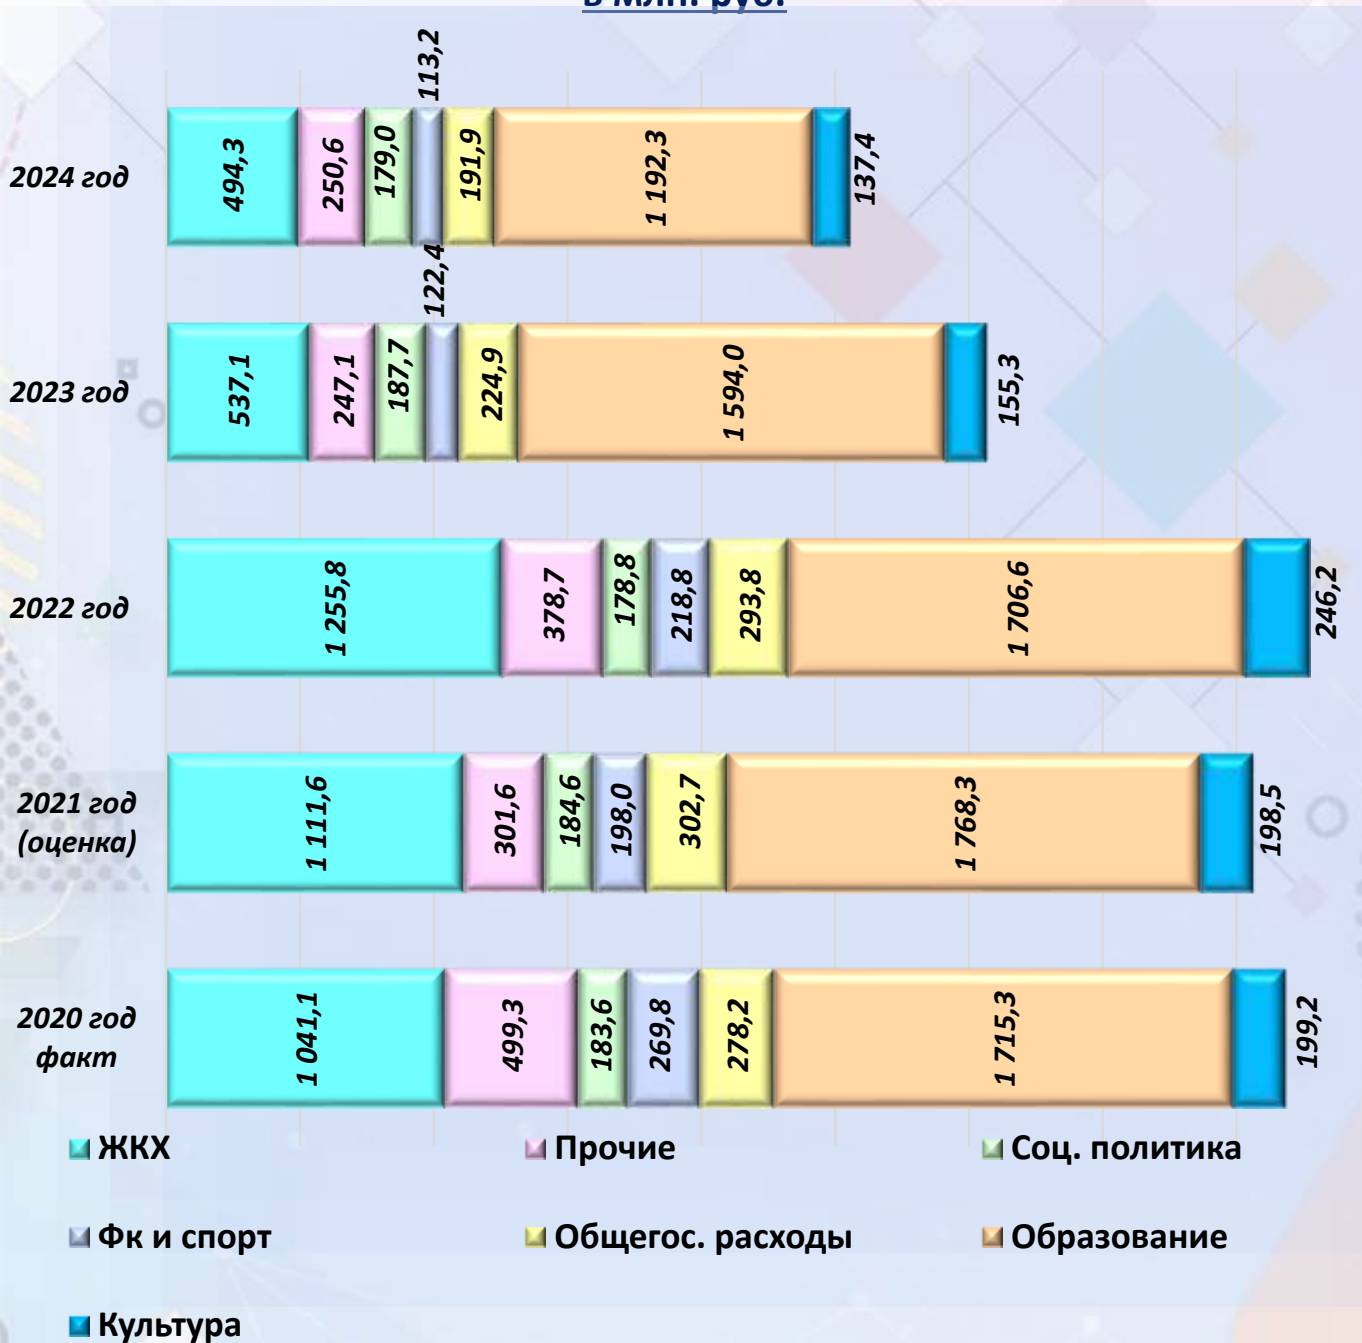 в млн. руб.
113,2
2024 год
494,3
250,6
179,0
191,9
1 192,3
137,4
122,4
2023 год
537,1
247,1
187,7
224,9
1 594,0
155,3
2022 год
1 255,8
378,7
178,8
218,8
293,8
1 706,6
246,2
2021 год
(оценка)
1 111,6
301,6
184,6
198,0
302,7
1 768,3
198,5
2020 год
факт
1 041,1
499,3
183,6
269,8
278,2
1 715,3
199,2
ЖКХ
Прочие
Соц. политика
Фк и спорт
Общегос. расходы
Образование
Культура